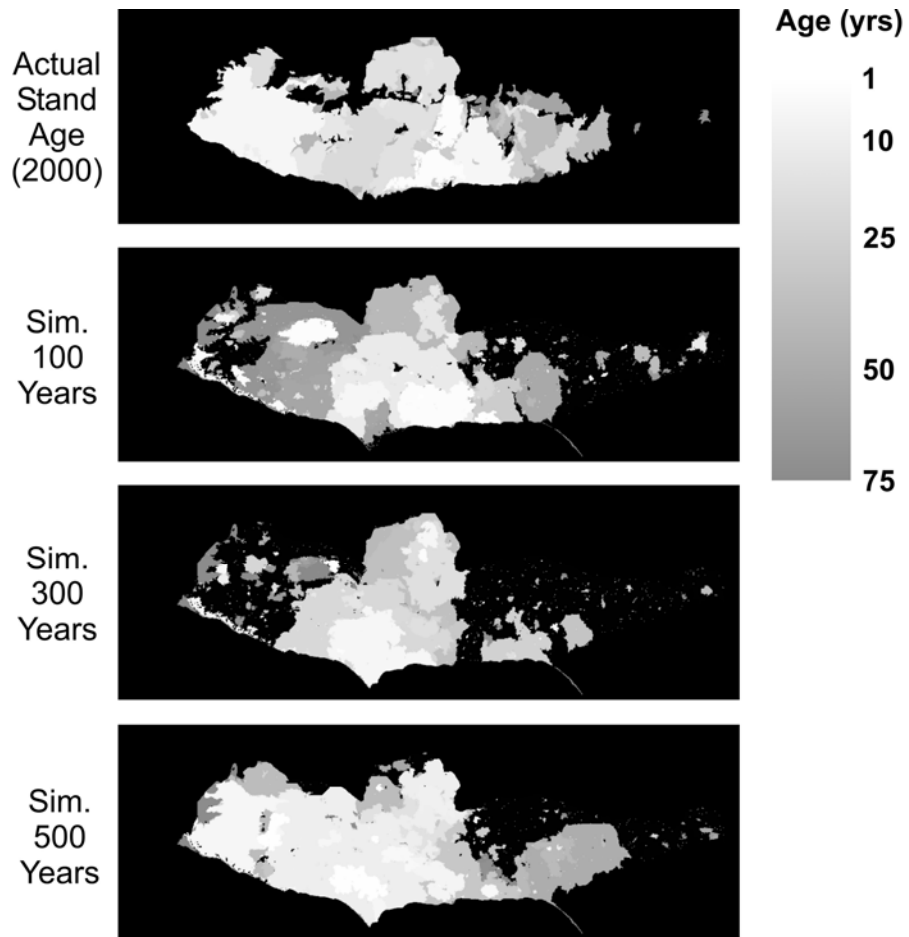 Actual
Stand
Age
(2000)
Sim.
100
Years
Sim.
300
Years
Sim.
500
Years
Age (yrs)
1
10
25
50
75